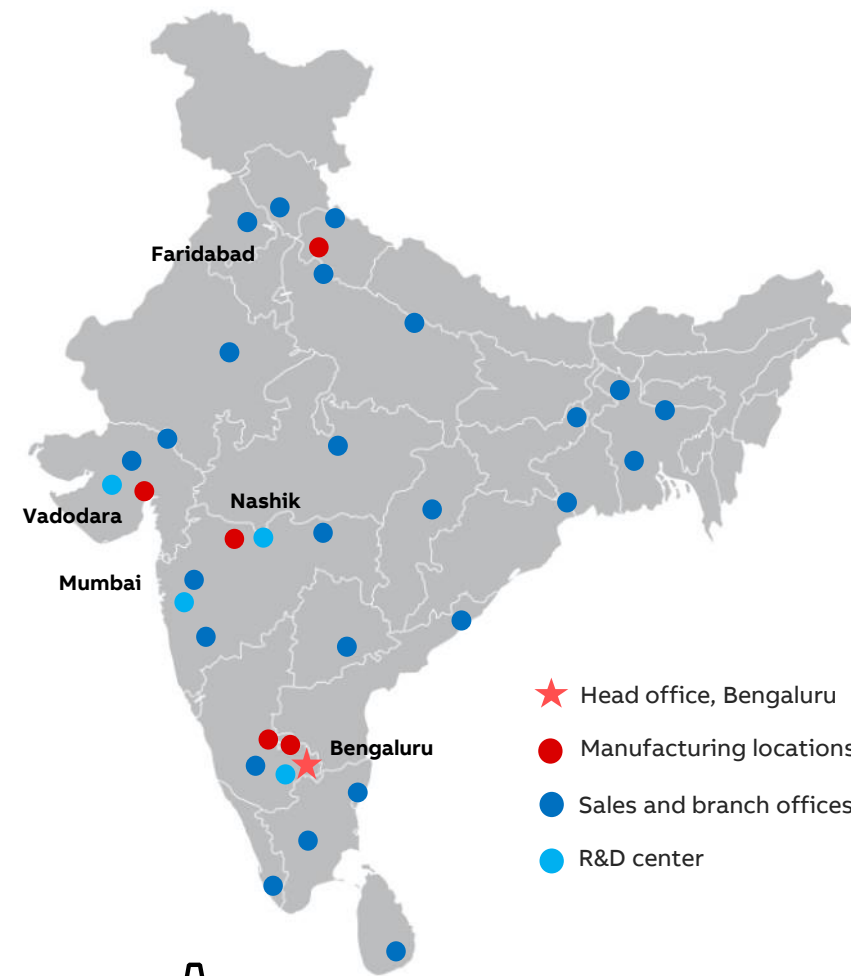 Faridabad
Nashik
Vadodara
Mumbai
Bengaluru
Head office, Bengaluru
Manufacturing locations
Sales and branch offices
R&D center